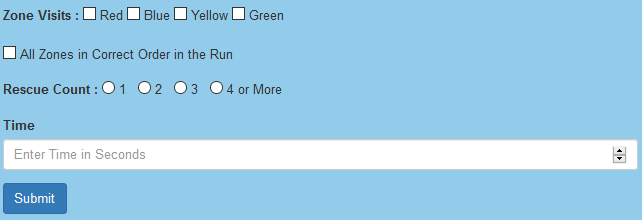 Zone Visits : Red Blue Yellow Green
All Zones in Correct Order in the Run
Rescue Count : 1 2 3 4 or More
Time
Enter Time in Seconds
Submit